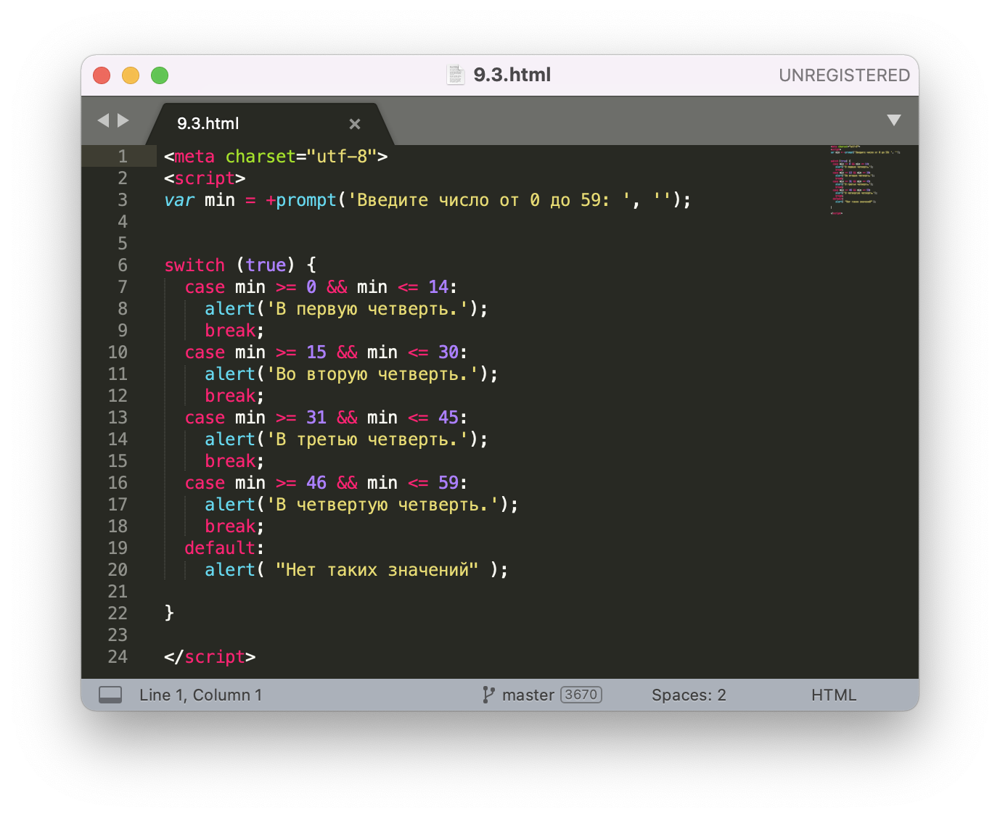 9.3.html
UNREGISTERED
9.3.html
1 <meta charset="utf-8">
2 <script>
3 var min = +prompt('Введите число от 0 до 59: ', '');
4
5
6 switch (true) {
7   case min >= 0 && min <= 14:
8     alert('В первую четверть.');
9     break;
10   case min >= 15 && min <= 30:
11     alert('Во вторую четверть.');
12     break;
13   case min >= 31 && min <= 45:
14     alert('В третью четверть.');
15     break;
16   case min >= 46 && min <= 59:
17     alert('В четвертую четверть.');
18     break;
19   default:
20     alert( "Нет таких значений" );
21
22 }
23
24 </script>
Line 1, Column 1
master 3670
Spaces: 2
HTML